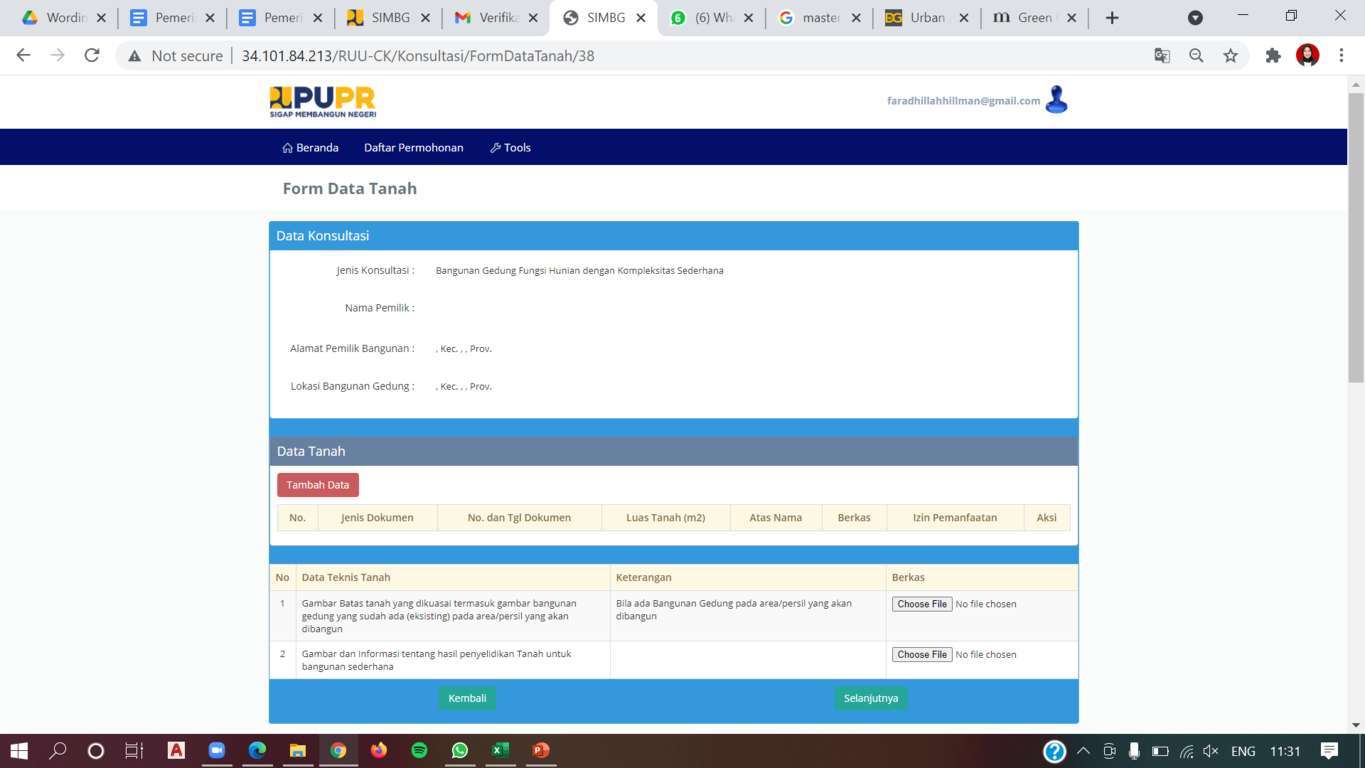 Wordin
Pemeri
Pemeri
SIMBG
Verifik
SIMBG
(6) Wh
master
Urban
Green
Not secure
34.101.84.213/RUU-CK/Konsultasi/FormDataTanah/38
PUPR
SIGAP MEMBANGUN NEGERI
faradhillahhillman@gmail.com
Beranda
Daftar Permohonan
Tools
Form Data Tanah
Data Konsultasi
Jenis Konsultasi : Bangunan Gedung Fungsi Hunian dengan Kompleksitas Sederhana
Nama Pemilik :
Alamat Pemilik Bangunan : , Kec. , , Prov.
Lokasi Bangunan Gedung : , Kec. , , Prov.
Data Tanah
Tambah Data
No. Jenis Dokumen No. dan Tgl Dokumen Luas Tanah (m2) Atas Nama Berkas Izin Pemanfaatan Aksi
No Data Teknis Tanah Keterangan Berkas
1 Gambar Batas tanah yang dikuasai termasuk gambar bangunan
gedung yang sudah ada (eksisting) pada area/persil yang akan
dibangun
Bila ada Bangunan Gedung pada area/persil yang akan
dibangun
Choose File No file chosen
2 Gambar dan informasi tentang hasil penyelidikan Tanah untuk
bangunan sederhana
Choose File No file chosen
Kembali
Selanjutnya
ENG
11:31